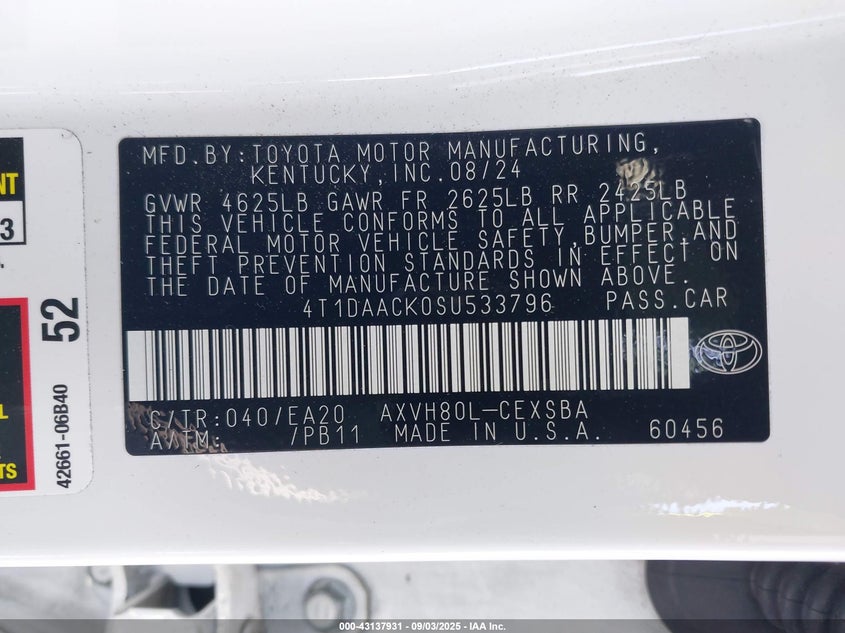 MFD.BY:TOYOTA MOTOR MANUFACTURING,
KENTUCKY,INC.08/24
GVWR 4625LB GAWR FR 2625LB RR 2425LB
THIS VEHICLE CONFORMS TO ALL APPLICABLE
FEDERAL MOTOR VEHICLE SAFETY,BUMPER,AND
THEFT PREVENTION STANDARDS IN EFFECT ON
THE DATE OF MANUFACTURE SHOWN ABOVE.
4T1DAACK0SU533796 PASS.CAR
C/TR:040/EA20 AXVH80L-CEXSBA
A/TM: /PB11 MADE IN U.S.A. 60456
NT
3
52
42661-06B40
L
TS
000-43137931 - 09/03/2025 - IAA Inc.